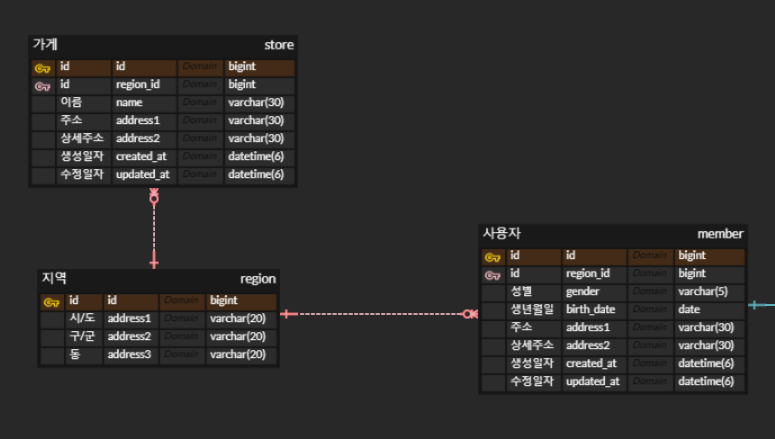 가게 store
id id Domain bigint
id region_id Domain bigint
이름 name Domain varchar(30)
주소 address1 Domain varchar(30)
상세주소 address2 Domain varchar(30)
생성일자 created_at Domain datetime(6)
수정일자 updated_at Domain datetime(6)
지역 region
id id Domain bigint
시/도 address1 Domain varchar(20)
구/군 address2 Domain varchar(20)
동 address3 Domain varchar(20)
사용자 member
id id Domain bigint
id region_id Domain bigint
성별 gender Domain varchar(5)
생년월일 birth_date Domain date
주소 address1 Domain varchar(30)
상세주소 address2 Domain varchar(30)
생성일자 created_at Domain datetime(6)
수정일자 updated_at Domain datetime(6)